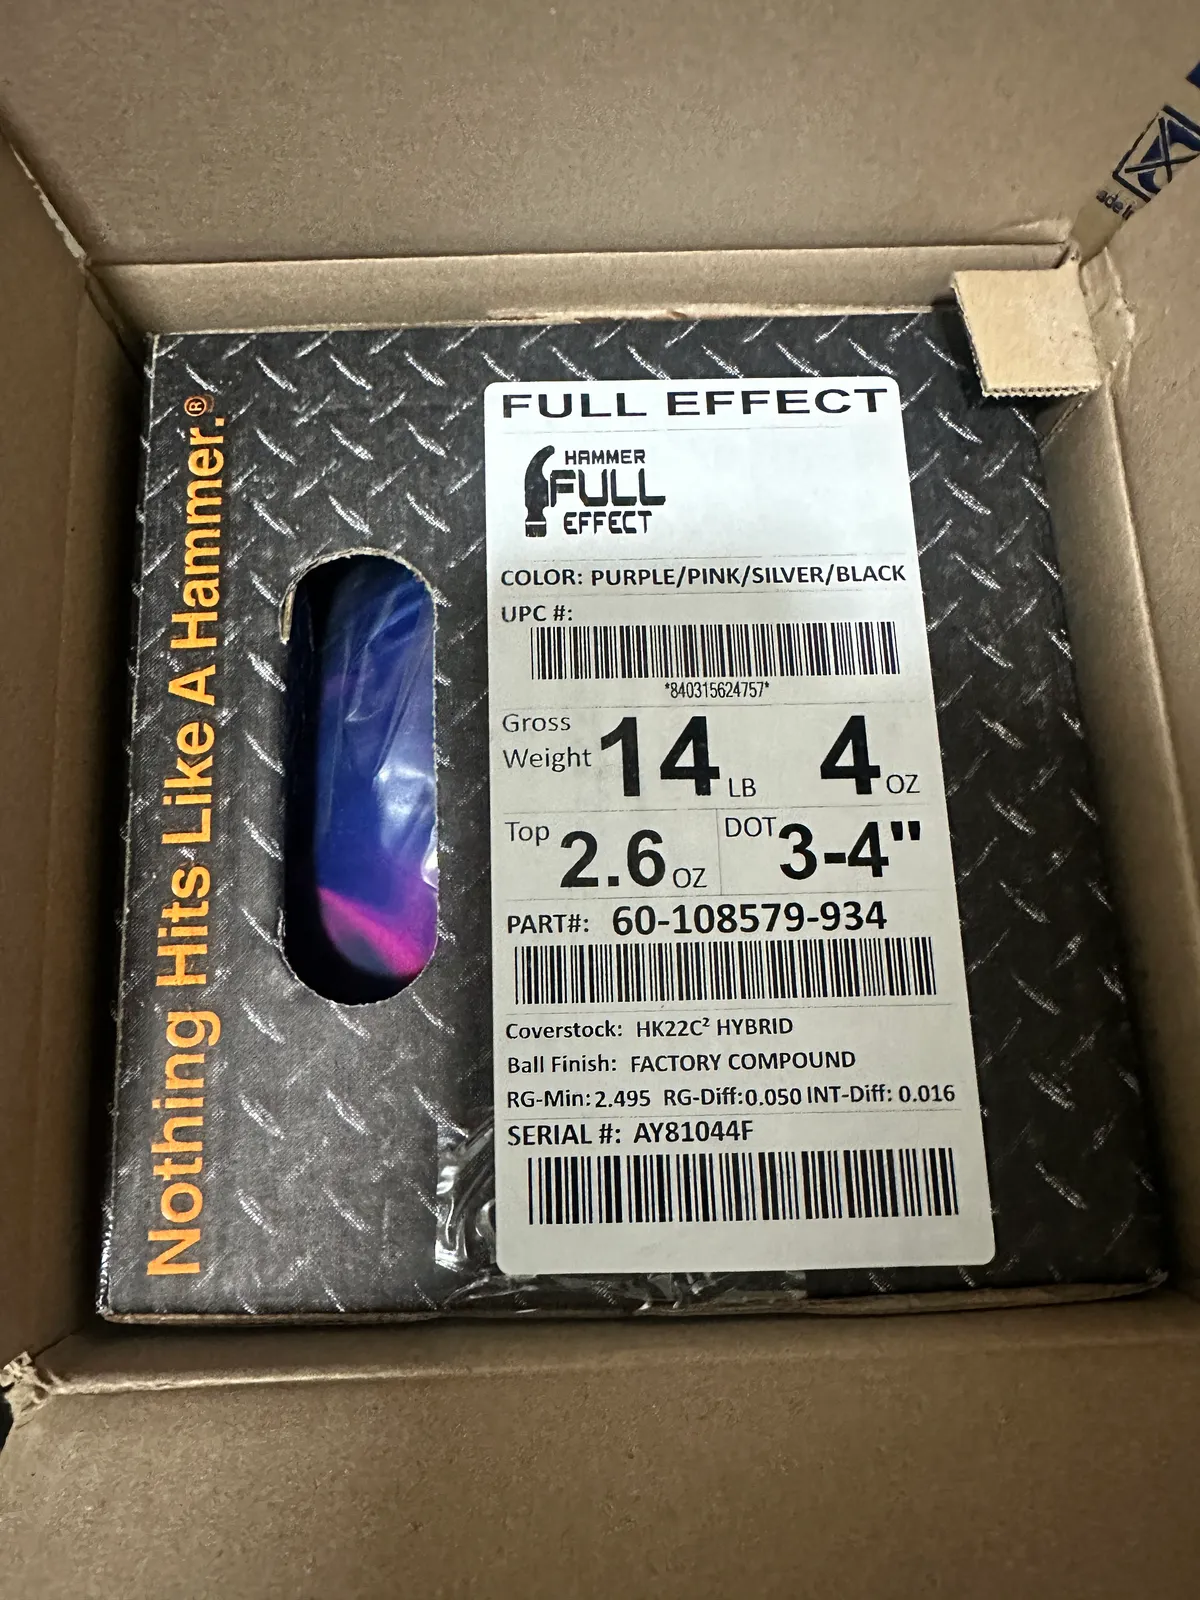 Nothing Hits Like A Hammer.®
FULL EFFECT
HAMMER
FULL
EFFECT
COLOR: PURPLE/PINK/SILVER/BLACK
UPC #:
*840315624757*
Gross
Weight 14 LB 4 OZ
Top 2.6 OZ DOT 3-4"
PART#: 60-108579-934
Coverstock: HK22C² HYBRID
Ball Finish: FACTORY COMPOUND
RG-Min: 2.495 RG-Diff:0.050 INT-Diff: 0.016
SERIAL #: AY81044F